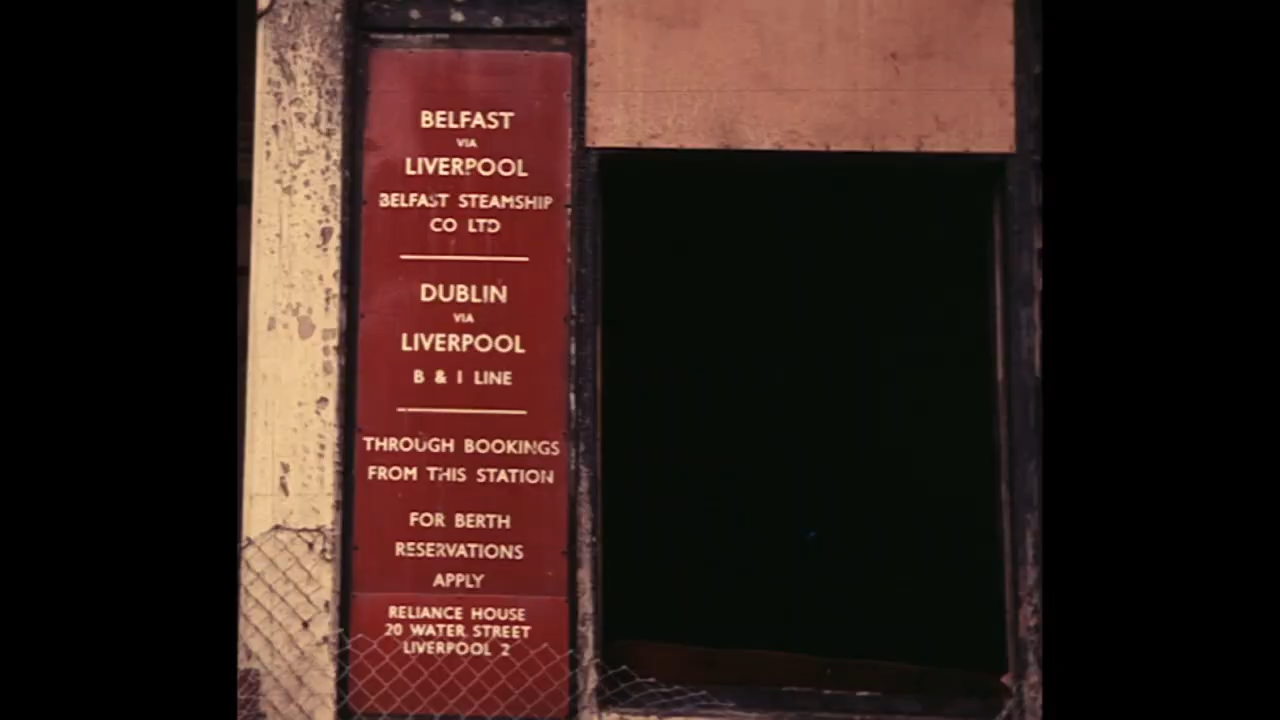 BELFAST
VIA
LIVERPOOL
BELFAST STEAMSHIP
CO LTD
DUBLIN
VIA
LIVERPOOL
B & I LINE
THROUGH BOOKINGS
FROM THIS STATION
FOR BERTH
RESERVATIONS
APPLY
RELIANCE HOUSE
20 WATER STREET
LIVERPOOL 2